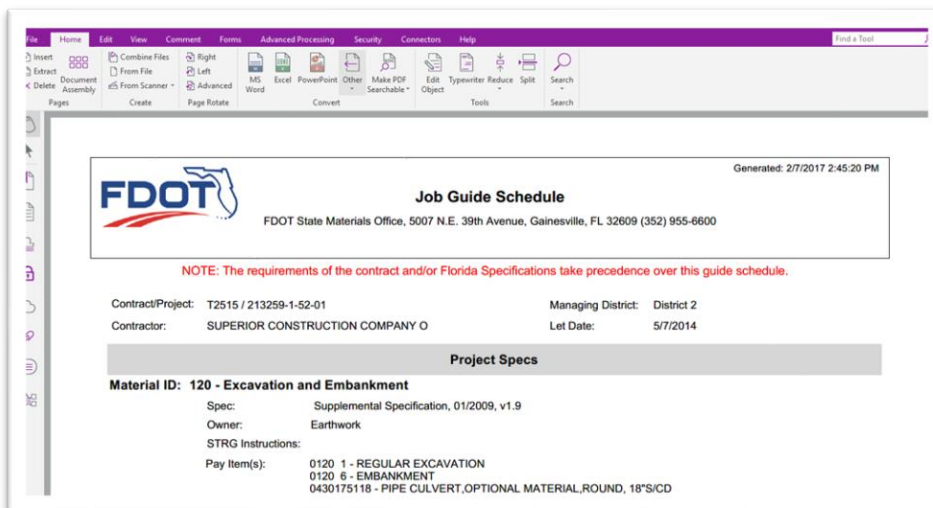 File Home Edit View Comment Forms Advanced Processing Security Connectors Help Find a Tool
Insert Combine Files Right
Extract From File Left
Delete Document Assembly From Scanner Advanced MS Word Excel PowerPoint Other Make PDF Searchable Edit Object Typewriter Reduce Split Search
Pages Create Page Rotate Convert Tools Search
Generated: 2/7/2017 2:45:20 PM
FDOT
Job Guide Schedule
FDOT State Materials Office, 5007 N.E. 39th Avenue, Gainesville, FL 32609 (352) 955-6600
NOTE: The requirements of the contract and/or Florida Specifications take precedence over this guide schedule.
Contract/Project: T2515 / 213259-1-52-01 Managing District: District 2
Contractor: SUPERIOR CONSTRUCTION COMPANY O Let Date: 5/7/2014
Project Specs
Material ID: 120 - Excavation and Embankment
Spec: Supplemental Specification, 01/2009, v1.9
Owner: Earthwork
STRG Instructions:
Pay Item(s): 0120 1 - REGULAR EXCAVATION
0120 6 - EMBANKMENT
0430175118 - PIPE CULVERT,OPTIONAL MATERIAL,ROUND, 18"S/CD